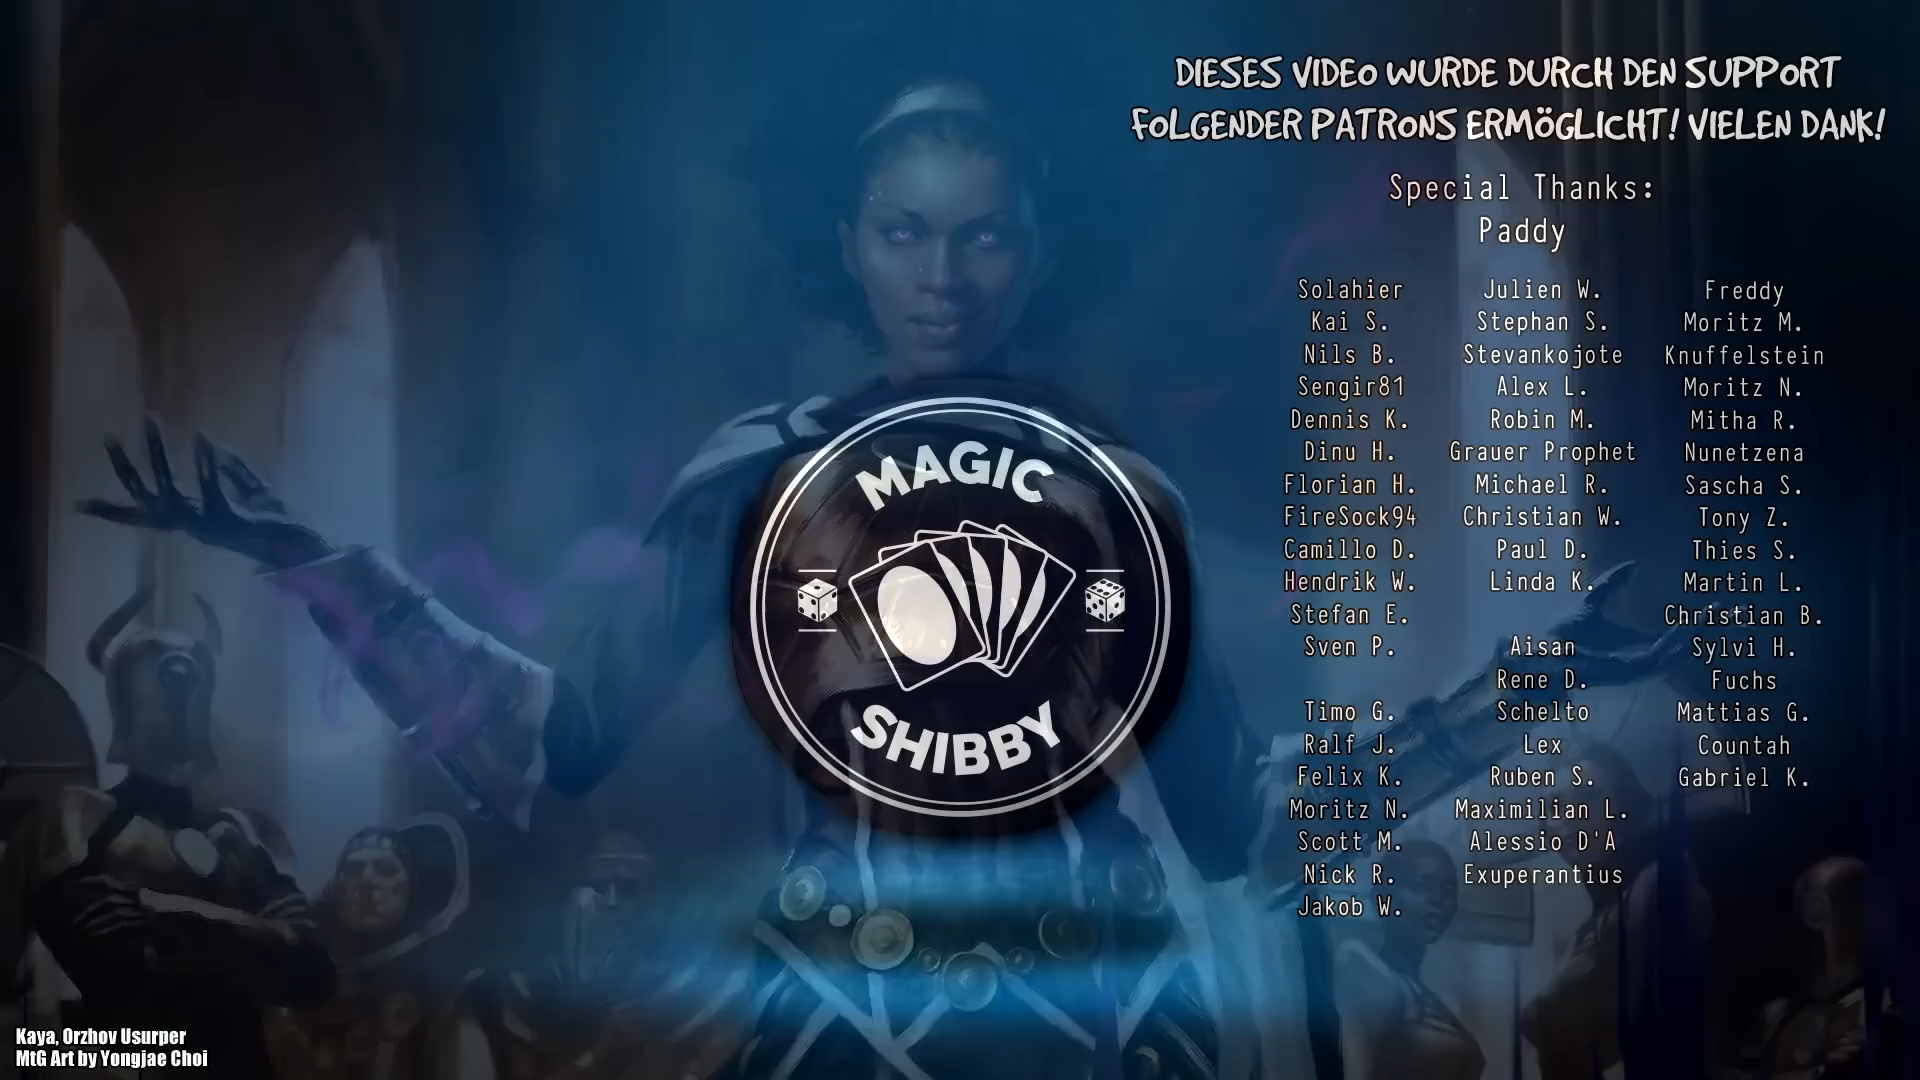 DIESES VIDEO WURDE DURCH DEN SUPPORT
FOLGENDER PATRONS ERMÖGLICHT! VIELEN DANK!
Special Thanks:
Paddy
Solahier
Kai S.
Nils B.
Sengir81
Dennis K.
Dinu H.
Florian H.
FireSock94
Camillo D.
Hendrik W.
Stefan E.
Sven P.
Timo G.
Ralf J.
Felix K.
Moritz N.
Scott M.
Nick R.
Jakob W.
Julien W.
Stephan S.
Stevankojote
Alex L.
Robin M.
Grauer Prophet
Michael R.
Christian W.
Paul D.
Linda K.
Aisan
Rene D.
Schelto
Lex
Ruben S.
Maximilian L.
Alessio D'A
Exuperantius
Freddy
Moritz M.
Knuffelstein
Moritz N.
Mitha R.
Nunetzena
Sascha S.
Tony Z.
Thies S.
Martin L.
Christian B.
Sylvi H.
Fuchs
Mattias G.
Countah
Gabriel K.
MAGIC
SHIBBY
Kaya, Orzhov Usurper
MtG Art by Yongjae Choi